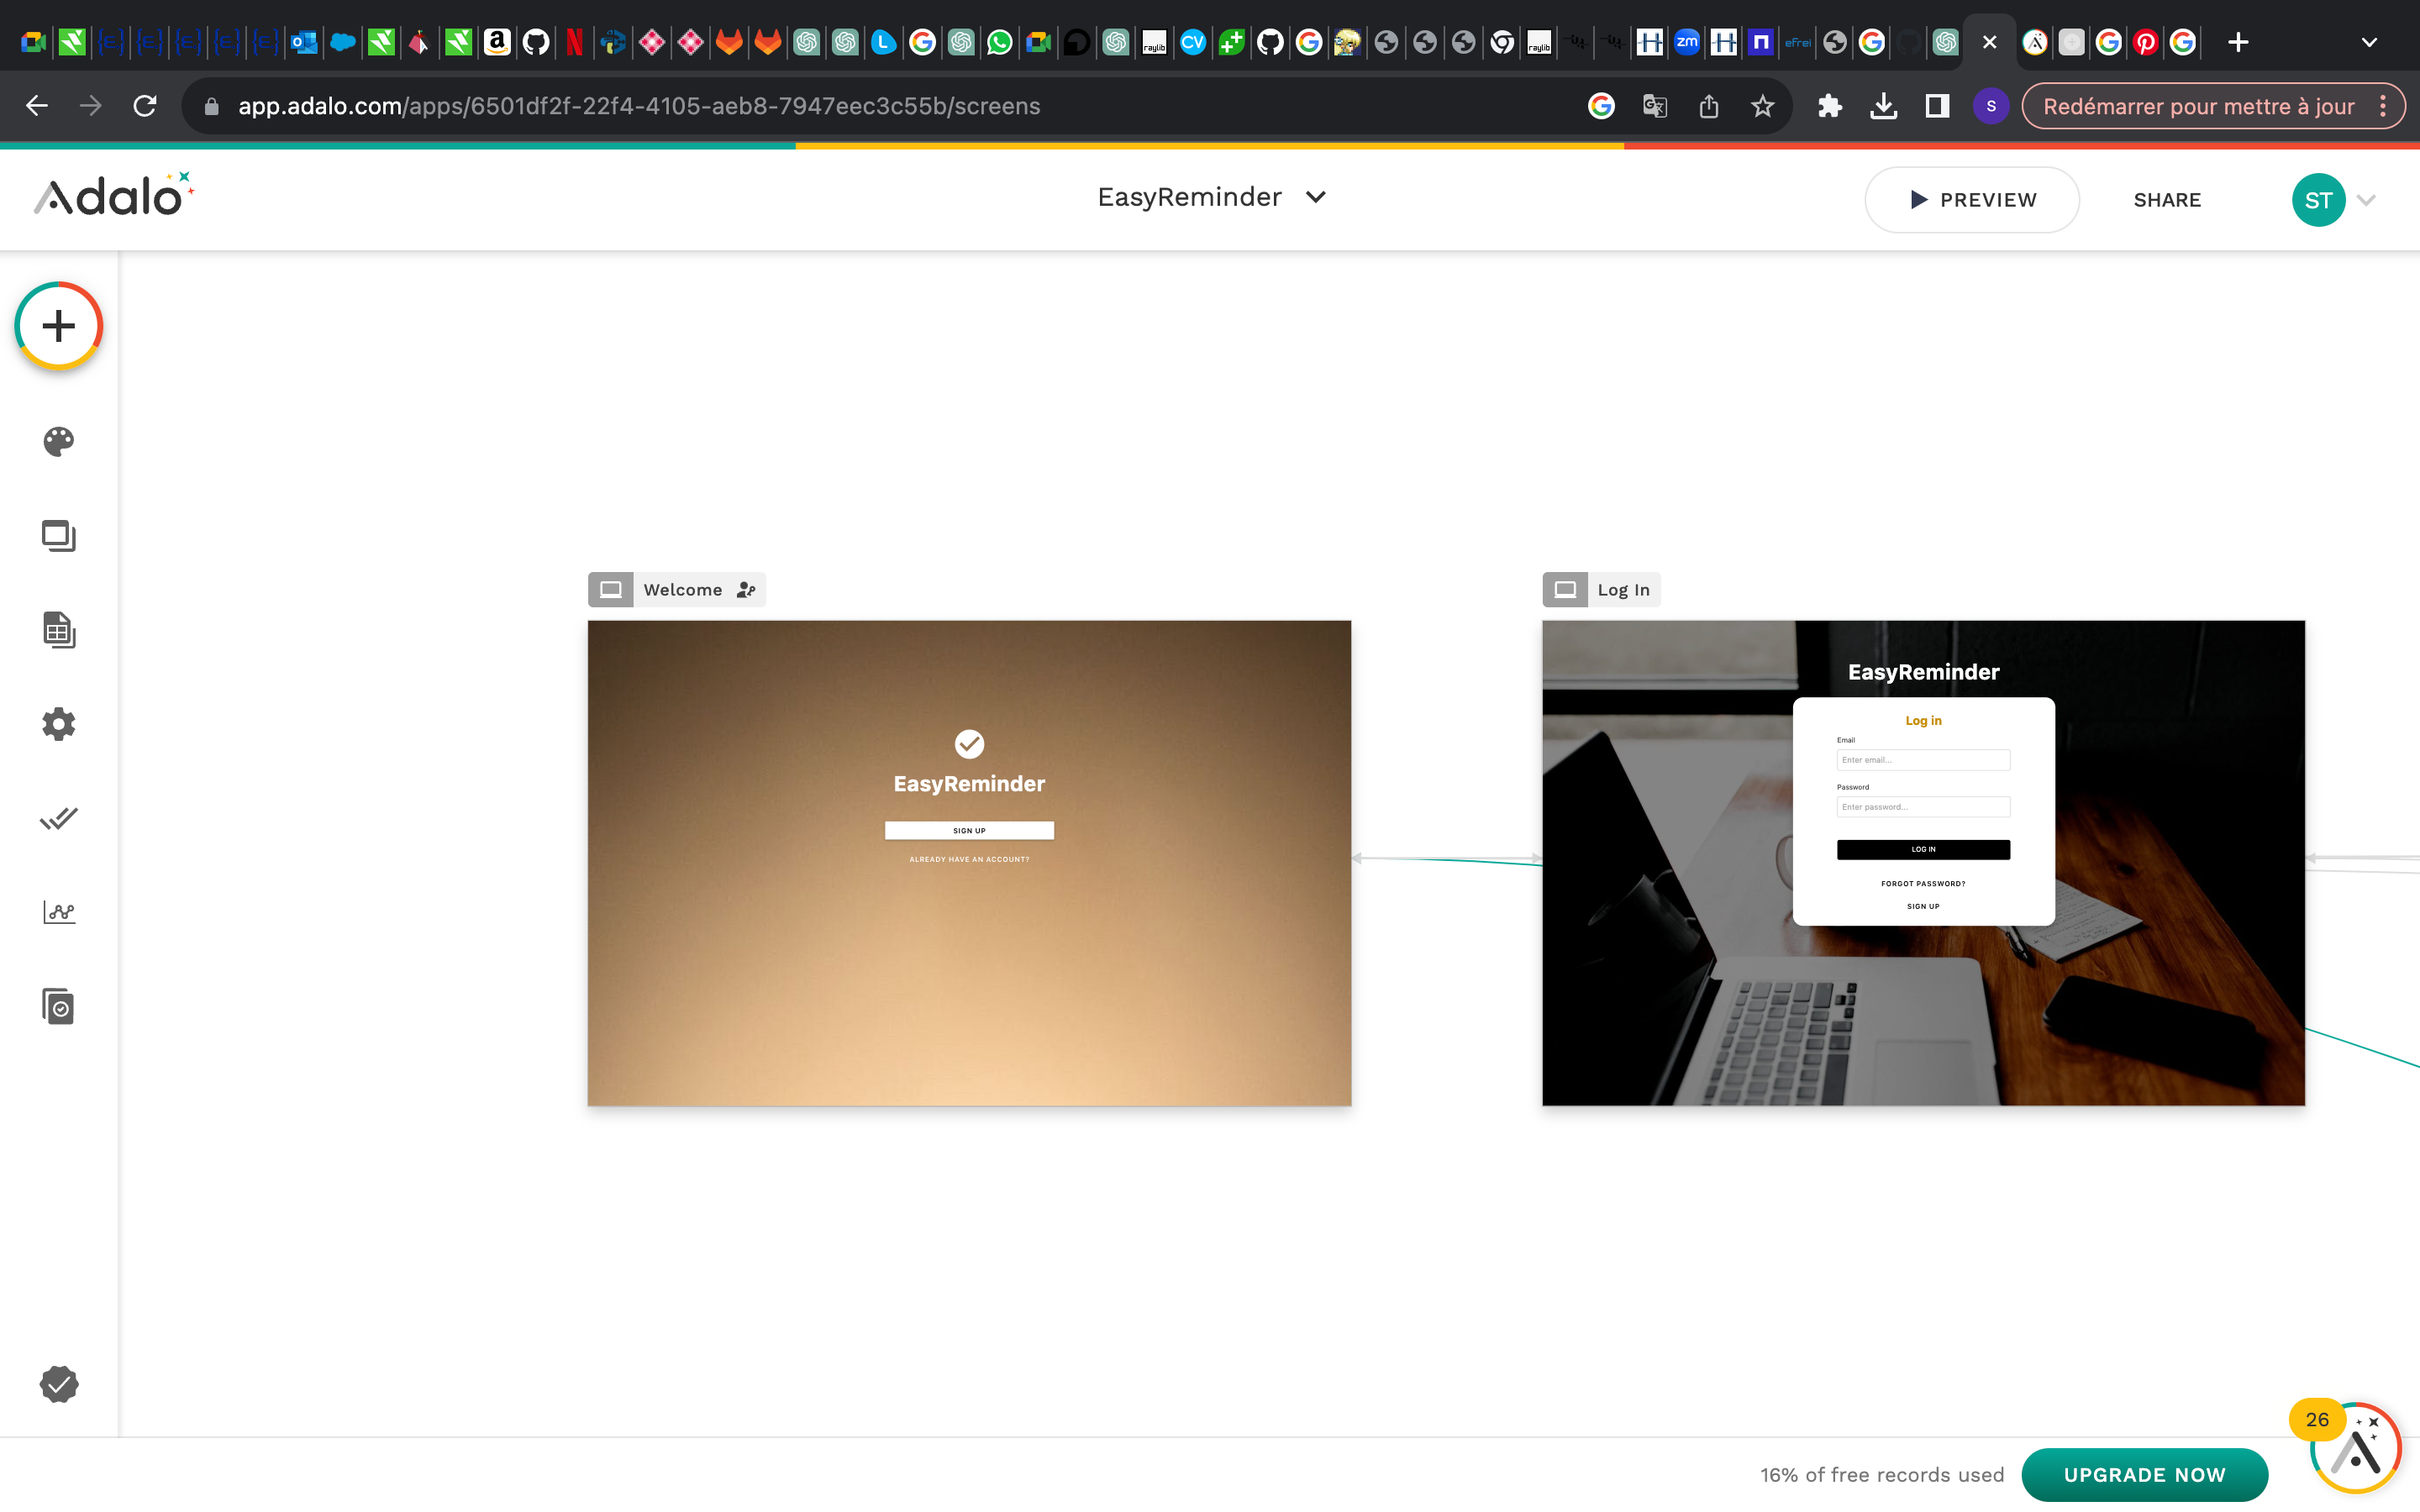 app.adalo.com/apps/6501df2f-22f4-4105-aeb8-7947eec3c55b/screens
S
Redémarrer pour mettre à jour
Adalo
EasyReminder
PREVIEW
SHARE
ST
Welcome
Log In
EasyReminder
SIGN UP
ALREADY HAVE AN ACCOUNT?
EasyReminder
Log in
Email
Enter email...
Password
Enter password...
LOG IN
FORGOT PASSWORD?
SIGN UP
26
16% of free records used
UPGRADE NOW